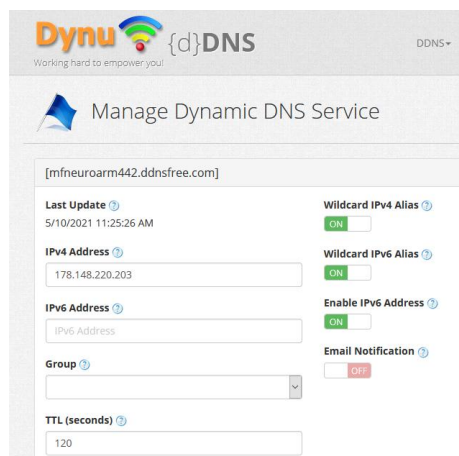 Dynu {d}DNS
Working hard to empower you!
DDNS
Manage Dynamic DNS Service
[mfneuroarm442.ddnsfree.com]
Last Update
5/10/2021 11:25:26 AM
IPv4 Address
178.148.220.203
IPv6 Address
IPv6 Address
Group
TTL (seconds)
120
Wildcard IPv4 Alias
ON
Wildcard IPv6 Alias
ON
Enable IPv6 Address
ON
Email Notification
OFF